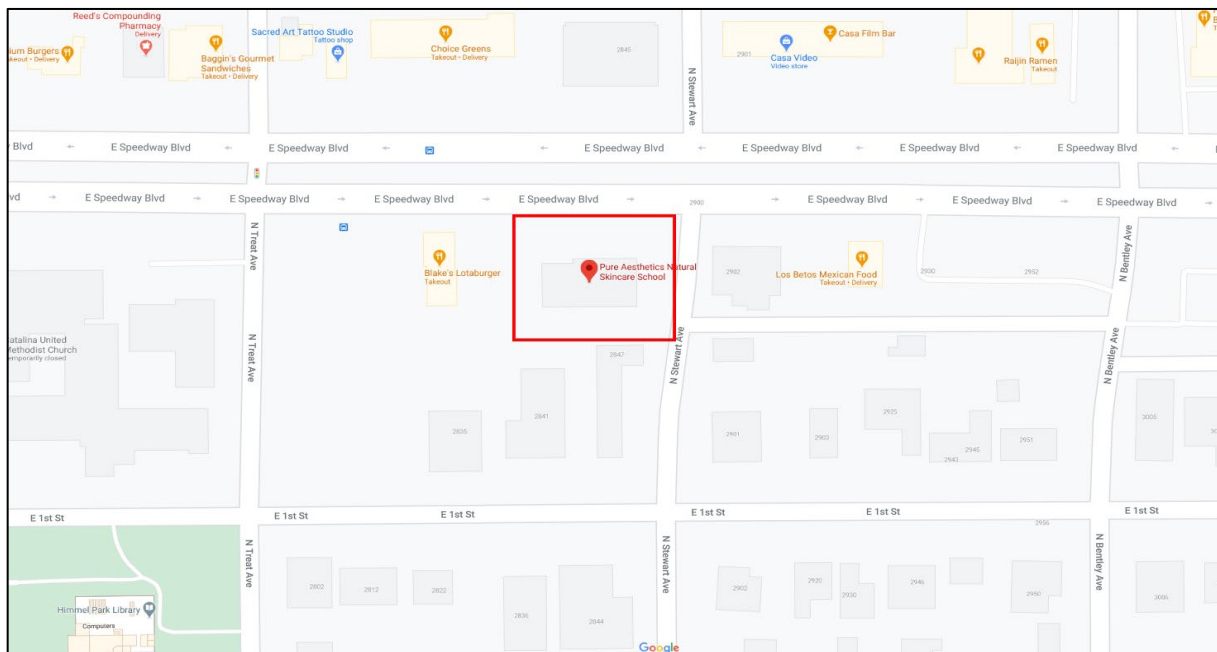 Reed's Compounding
Pharmacy
Delivery
ium Burgers
akeout • Delivery
Baggin's Gourmet
Sandwiches
Takeout • Delivery
Sacred Art Tattoo Studio
Tattoo shop
Choice Greens
Takeout • Delivery
2845
N Stewart Ave
2901
Casa Video
Video store
Casa Film Bar
Raijin Ramen
Takeout
Blvd
E Speedway Blvd
E Speedway Blvd
E Speedway Blvd
E Speedway Blvd
E Speedway Blvd
E Speedway Blvd
vd
E Speedway Blvd
E Speedway Blvd
E Speedway Blvd
E Speedway Blvd
2900
E Speedway Blvd
E Speedway Blvd
E Speedway Blvd
N Treat Ave
Blake's Lotaburger
Takeout
Pure Aesthetics Natural
Skincare School
2902
Los Betos Mexican Food
Takeout • Delivery
2900
2952
N Bentley Ave
atalina United
Methodist Church
emporarily closed
N Treat Ave
2847
N Stewart Ave
N Bentley Ave
2835
2841
2901
2903
2925
2943
2945
2951
3000
E 1st St
E 1st St
E 1st St
E 1st St
E 1st St
2956
N Treat Ave
2802
2812
2822
2836
2844
N Stewart Ave
2902
2920
2930
2946
2950
N Bentley Ave
Himmel Park Library
Computers
Google